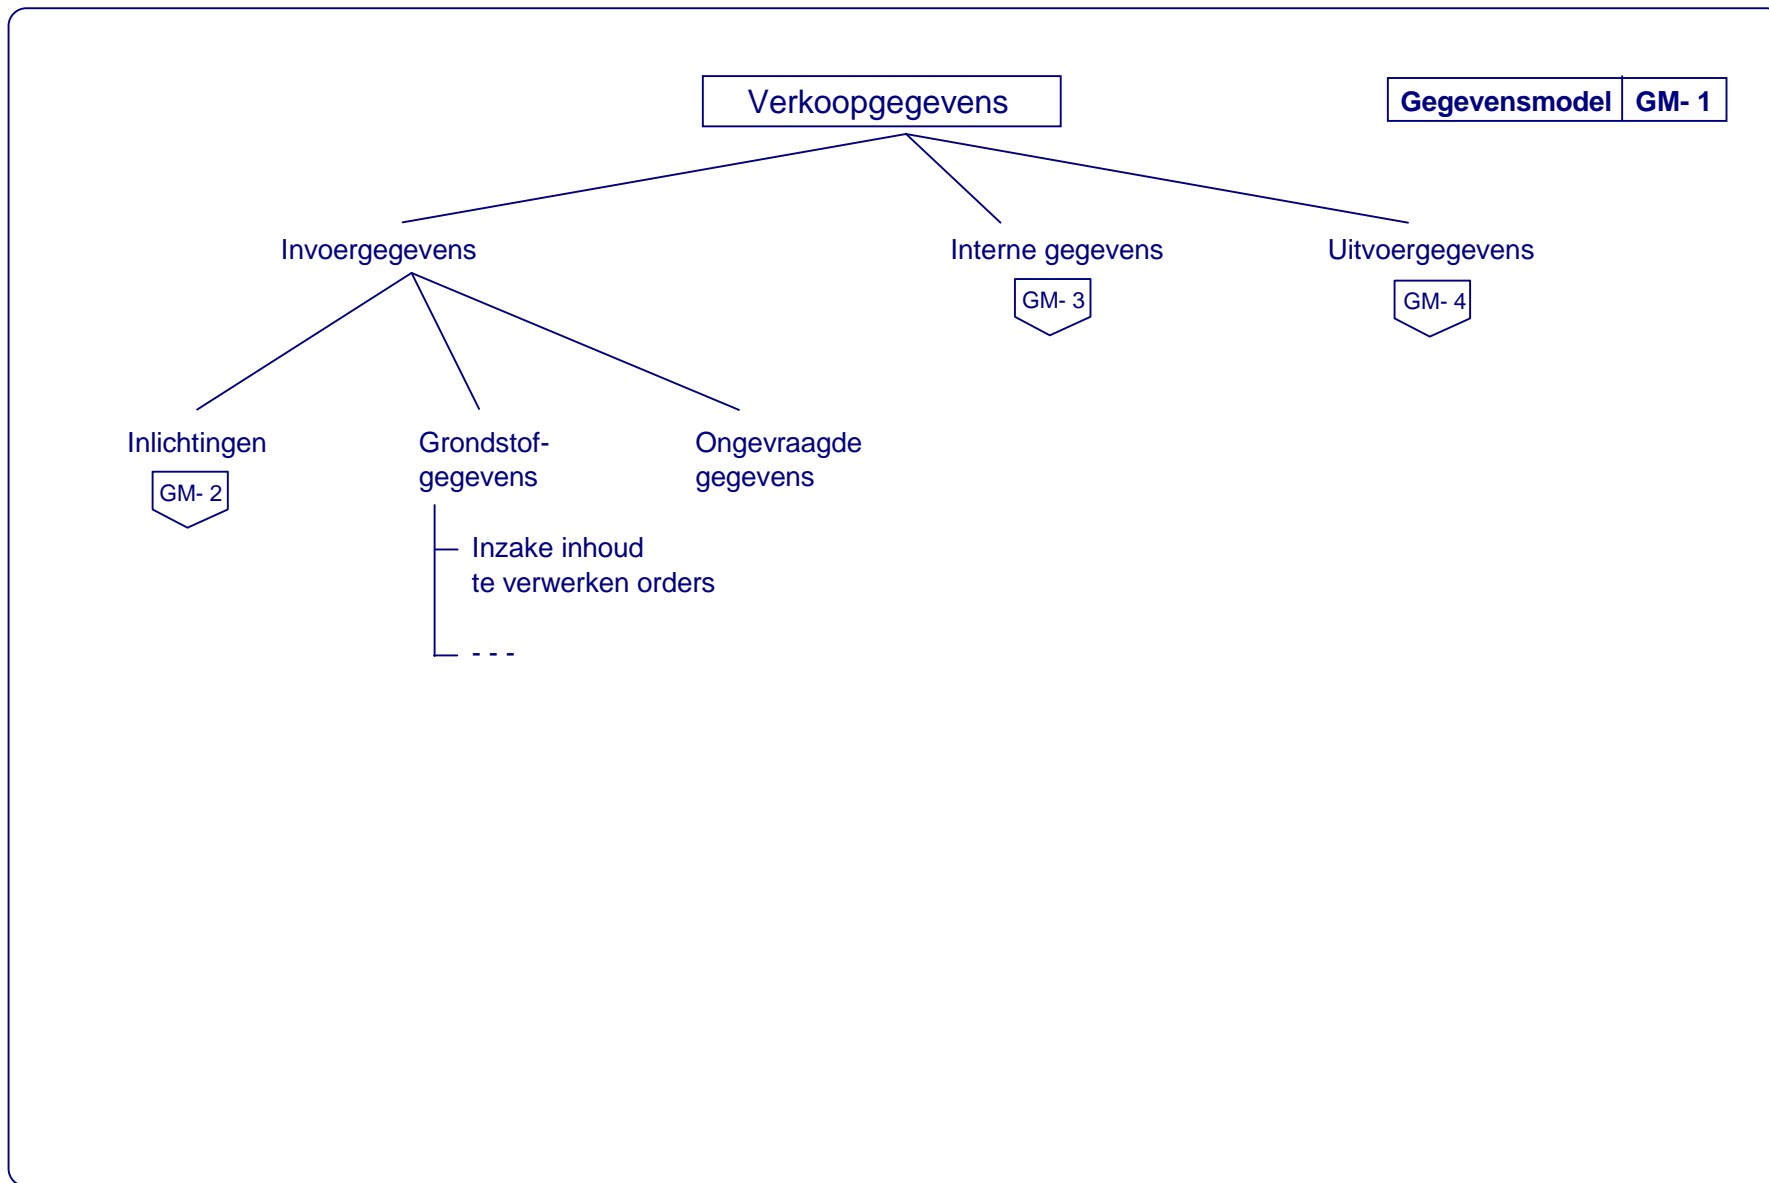 Verkoopgegevens
Gegevensmodel GM- 1
Invoergegevens
Interne gegevens
Uitvoergegevens
GM- 3
GM- 4
Inlichtingen
GM- 2
Grondstof-
gegevens
Ongevraagde
gegevens
Inzake inhoud
te verwerken orders
- - -